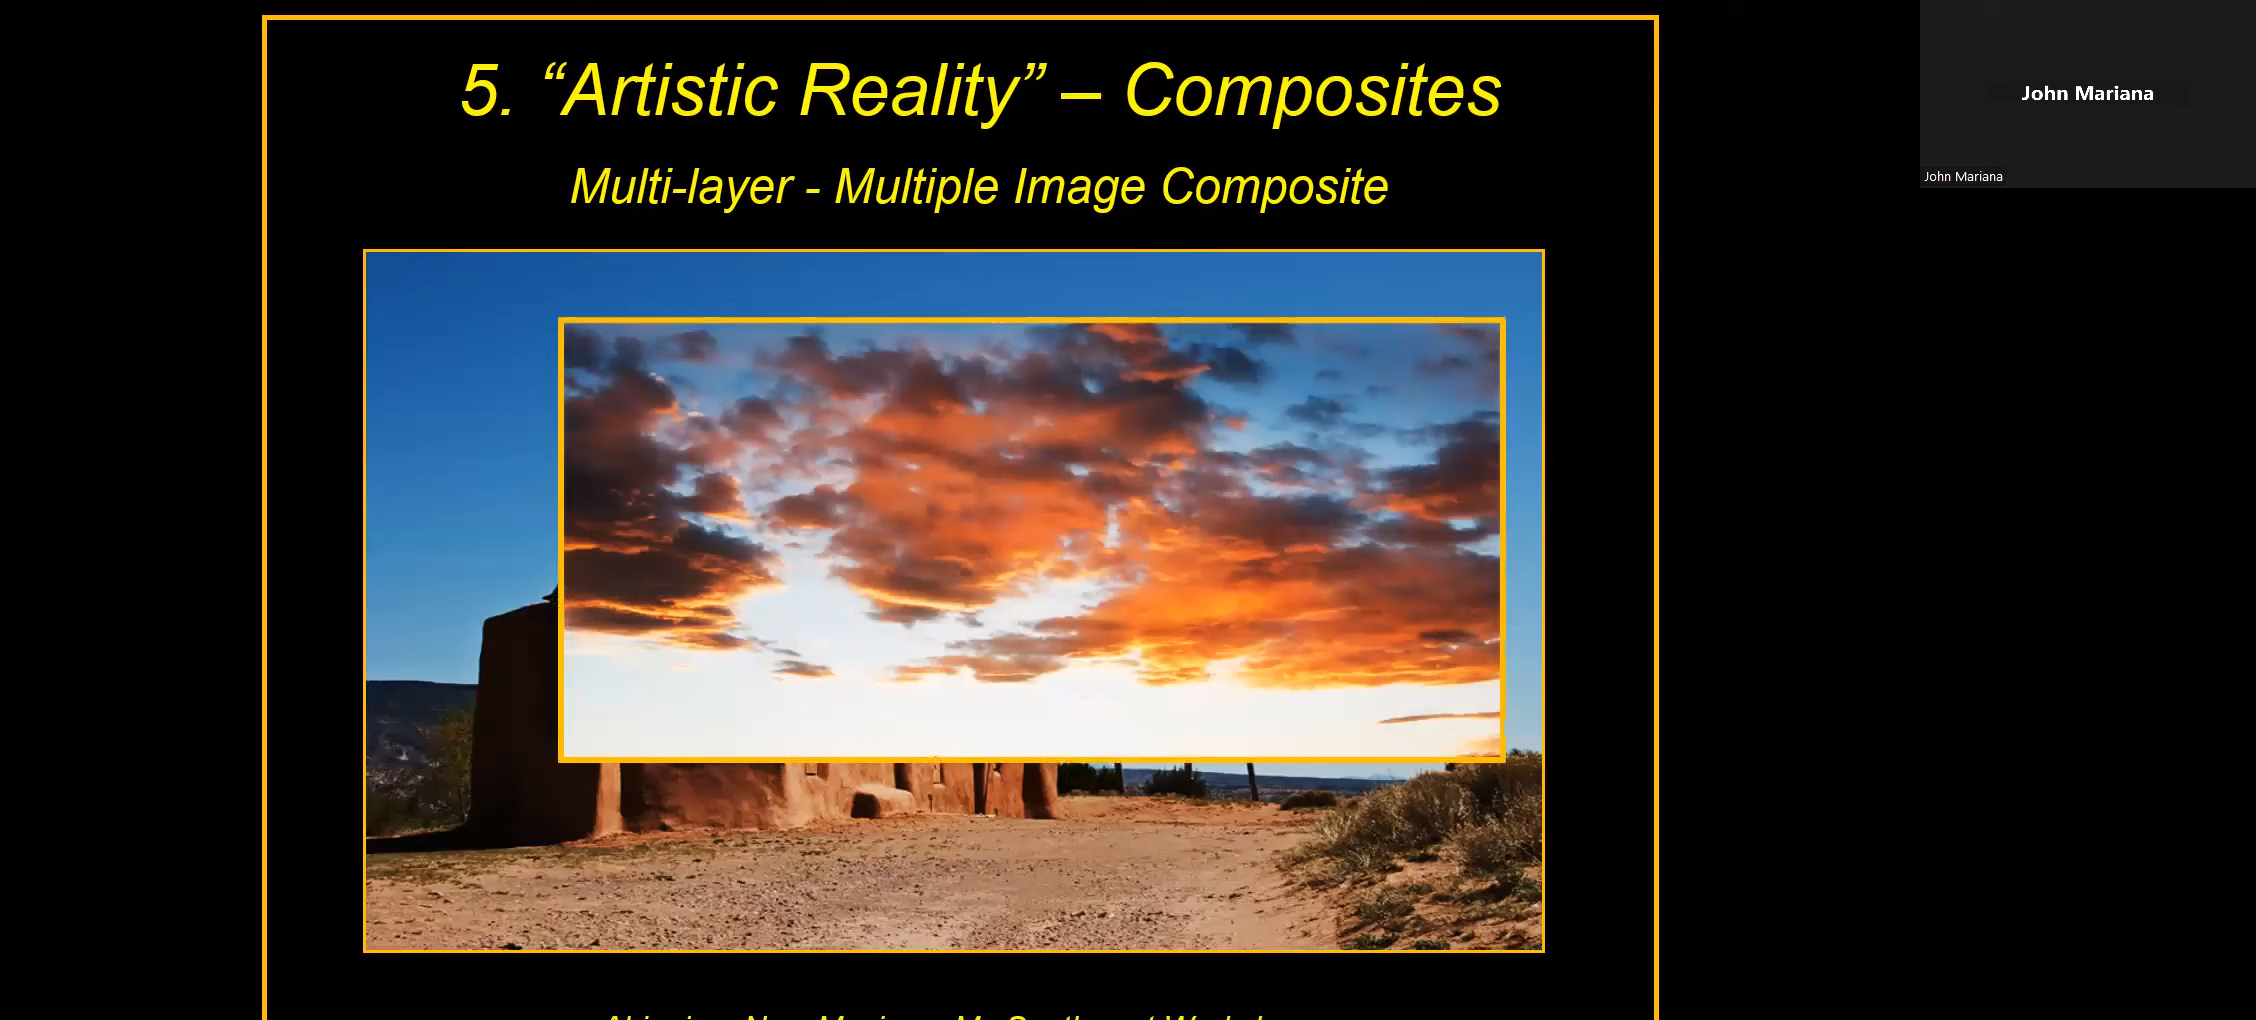 5. “Artistic Reality” – Composites
Multi-layer - Multiple Image Composite
John Mariana
John Mariana